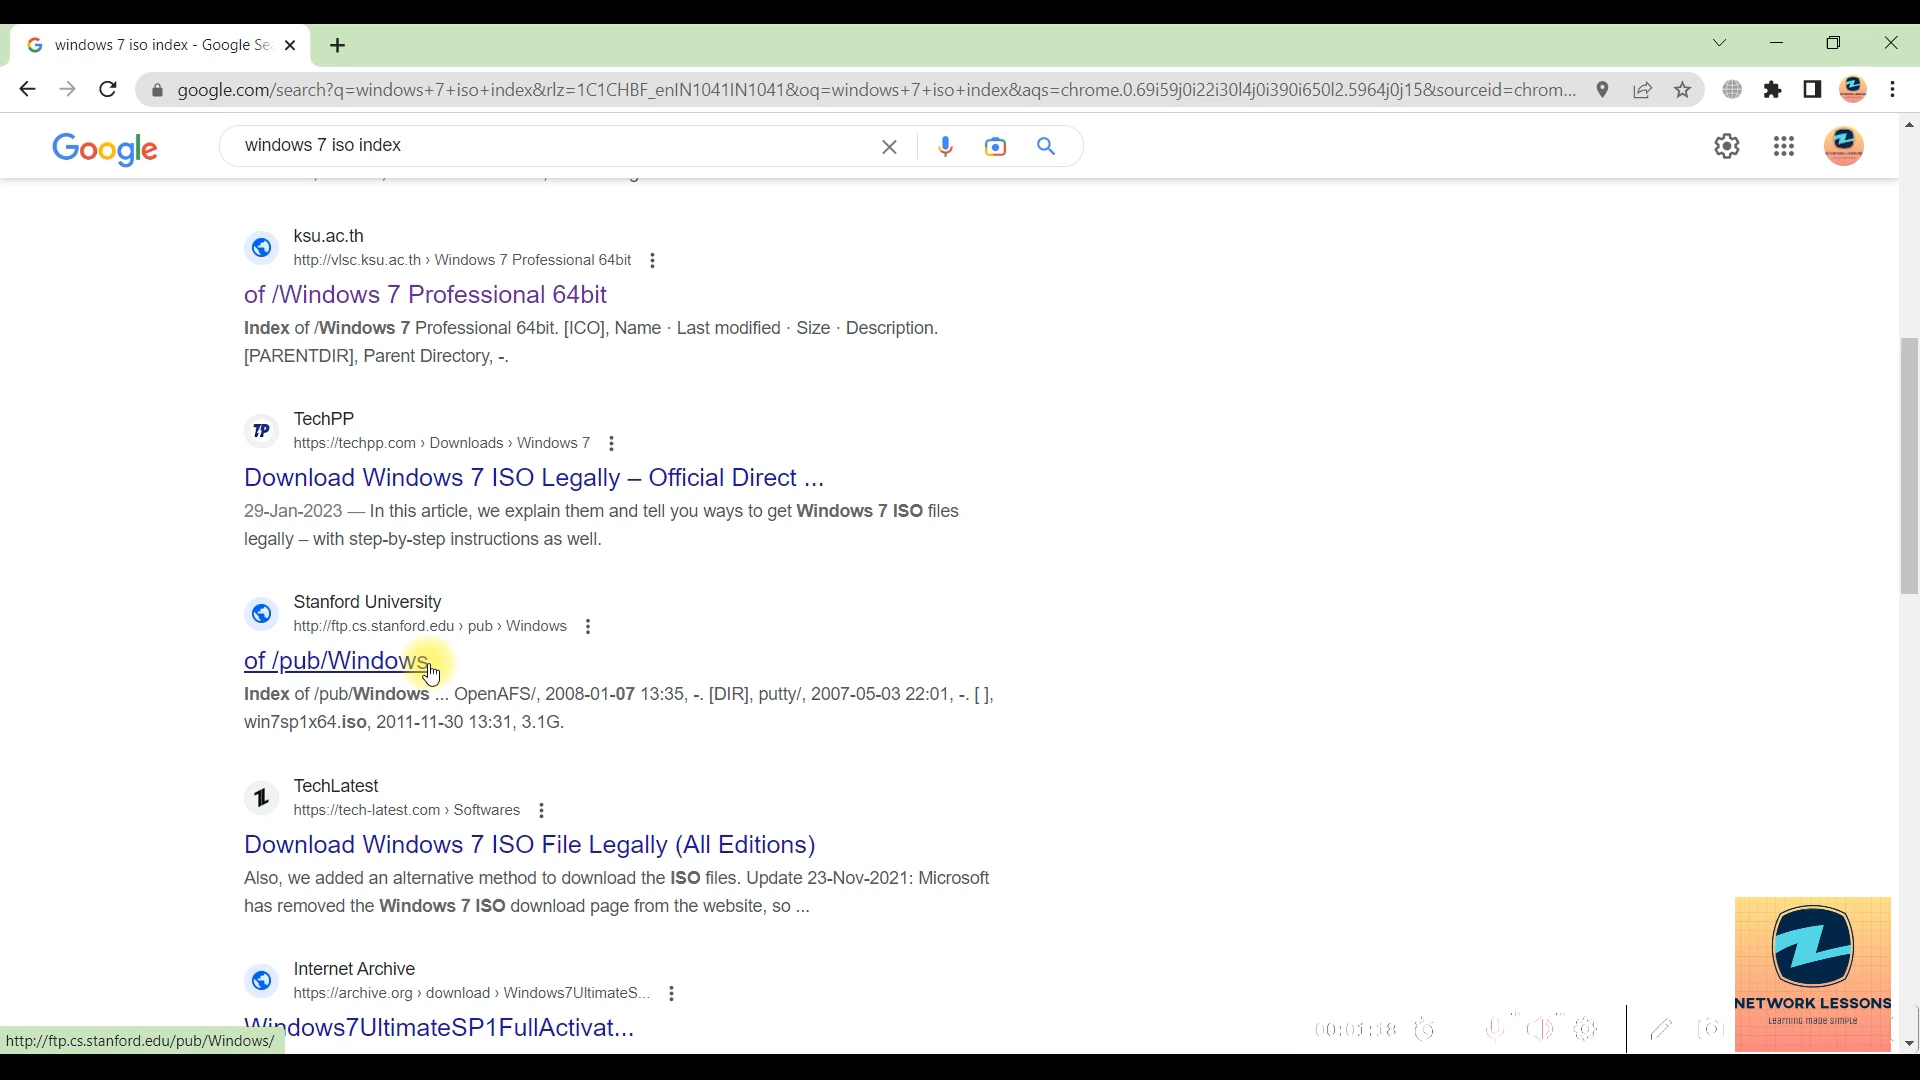 windows 7 iso index - Google Se
google.com/search?q=windows+7+iso+index&rlz=1C1CHBF_enIN1041IN1041&oq=windows+7+iso+index&aqs=chrome.0.69i59j0i22i30l4j0i390i650l2.5964j0j15&sourceid=chrom...
Google
windows 7 iso index
ksu.ac.th
http://vlsc.ksu.ac.th › Windows 7 Professional 64bit
of /Windows 7 Professional 64bit
Index of /Windows 7 Professional 64bit. [ICO], Name · Last modified · Size · Description.
[PARENTDIR], Parent Directory, -.
TechPP
https://techpp.com › Downloads › Windows 7
Download Windows 7 ISO Legally – Official Direct ...
29-Jan-2023 — In this article, we explain them and tell you ways to get Windows 7 ISO files
legally – with step-by-step instructions as well.
Stanford University
http://ftp.cs.stanford.edu › pub › Windows
of /pub/Windows
Index of /pub/Windows ... OpenAFS/, 2008-01-07 13:35, -. [DIR], putty/, 2007-05-03 22:01, -. [ ],
win7sp1x64.iso, 2011-11-30 13:31, 3.1G.
TechLatest
https://tech-latest.com › Softwares
Download Windows 7 ISO File Legally (All Editions)
Also, we added an alternative method to download the ISO files. Update 23-Nov-2021: Microsoft
has removed the Windows 7 ISO download page from the website, so ...
Internet Archive
https://archive.org › download › Windows7UltimateS...
Windows7UltimateSP1FullActivat...
http://ftp.cs.stanford.edu/pub/Windows/
00:01:18
NETWORK LESSONS
Learning made simple